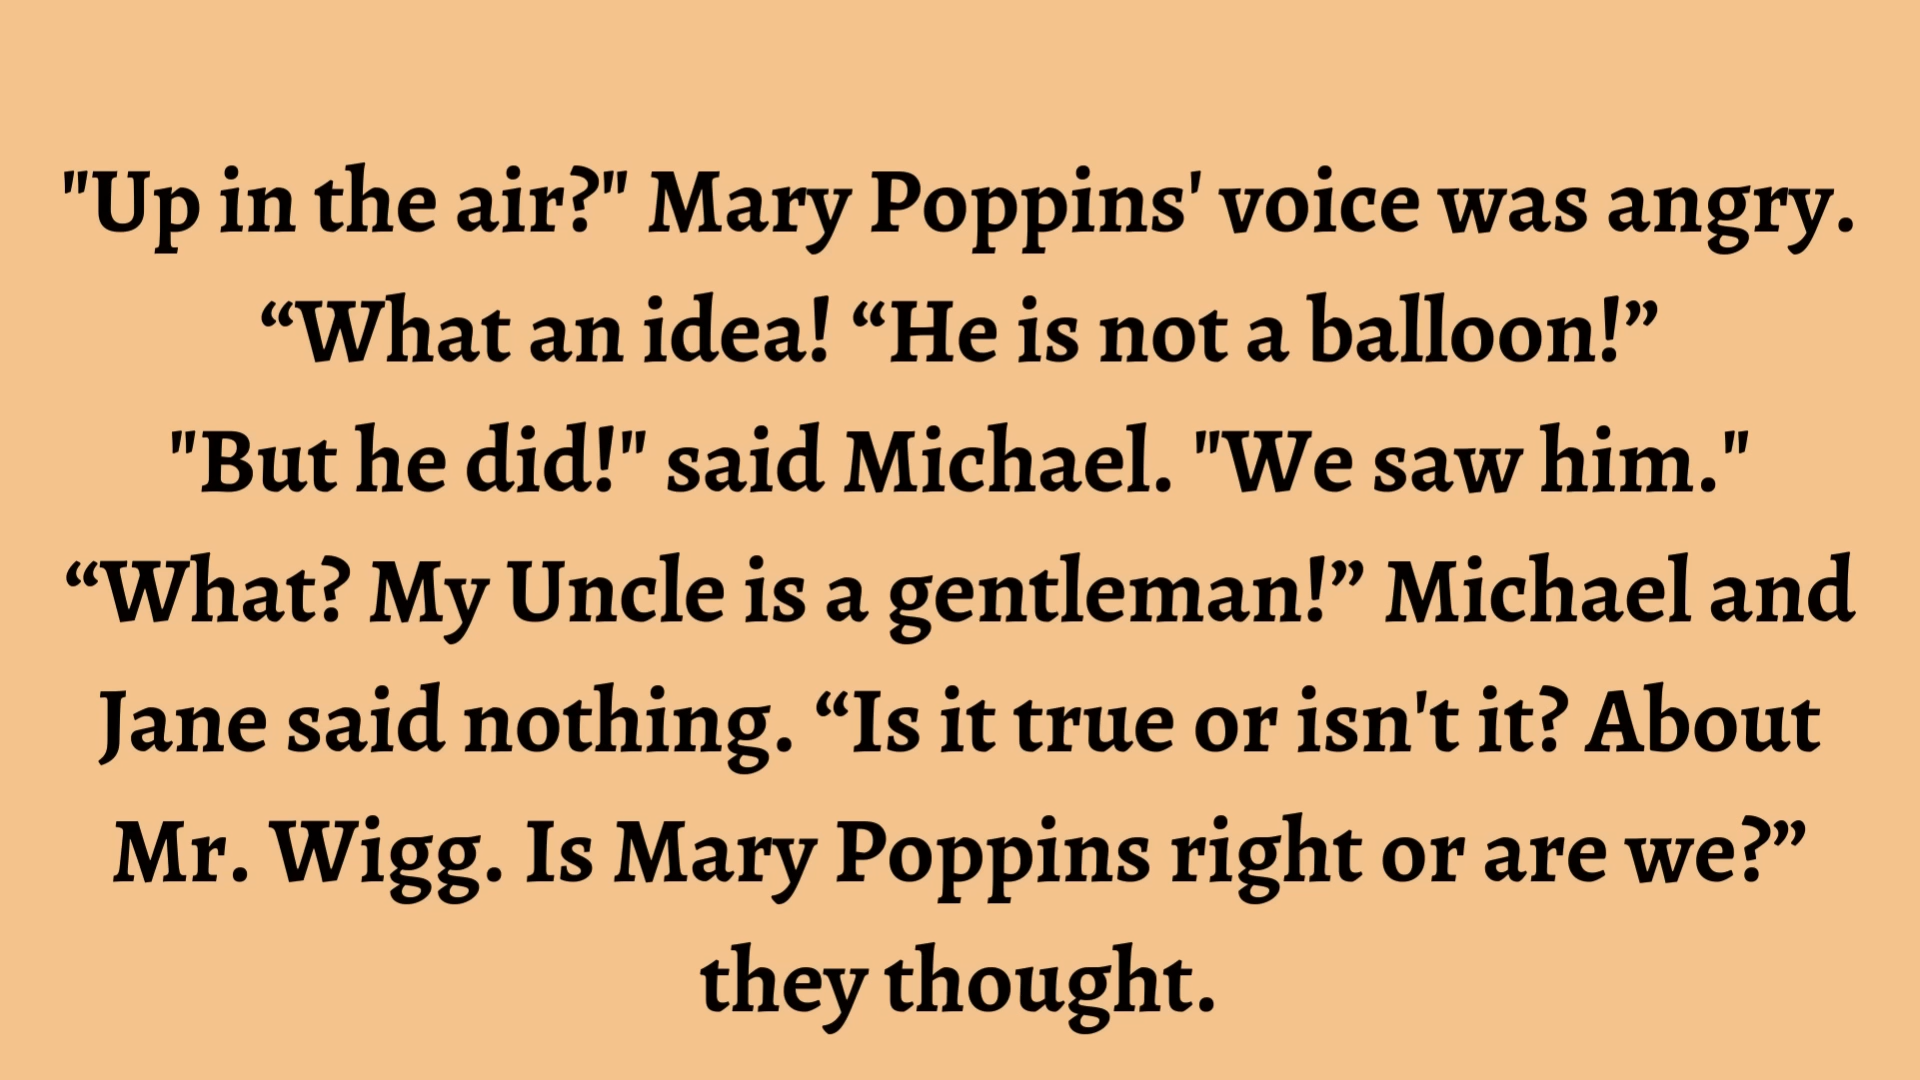 "Up in the air?" Mary Poppins' voice was angry.
“What an idea! “He is not a balloon!”
"But he did!" said Michael. "We saw him."
“What? My Uncle is a gentleman!” Michael and
Jane said nothing. “Is it true or isn't it? About
Mr. Wigg. Is Mary Poppins right or are we?”
they thought.